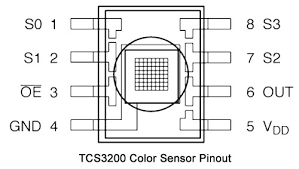 S0 1
8 S3
S1 2
7 S2
O̅E̅ 3
6 OUT
GND 4
5 VDD
TCS3200 Color Sensor Pinout